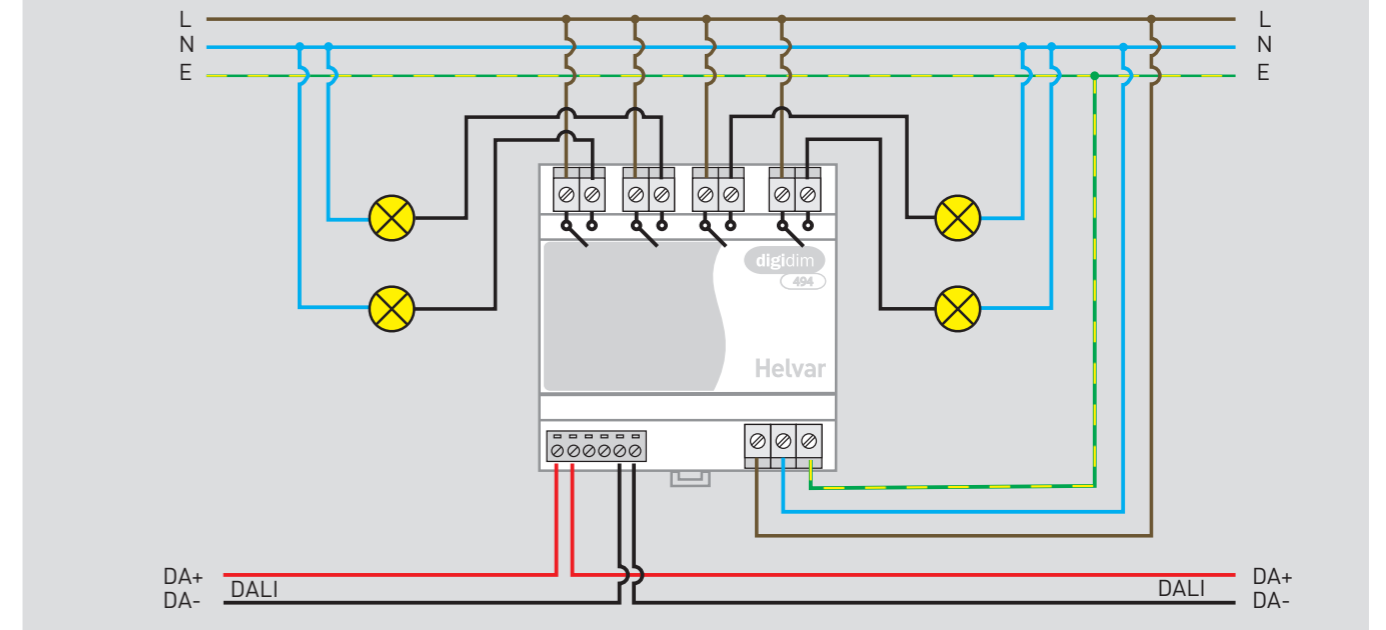 L L
N N
E E
digidim
494
Helvar
DA+ DA+
DALI DALI
DA- DA-